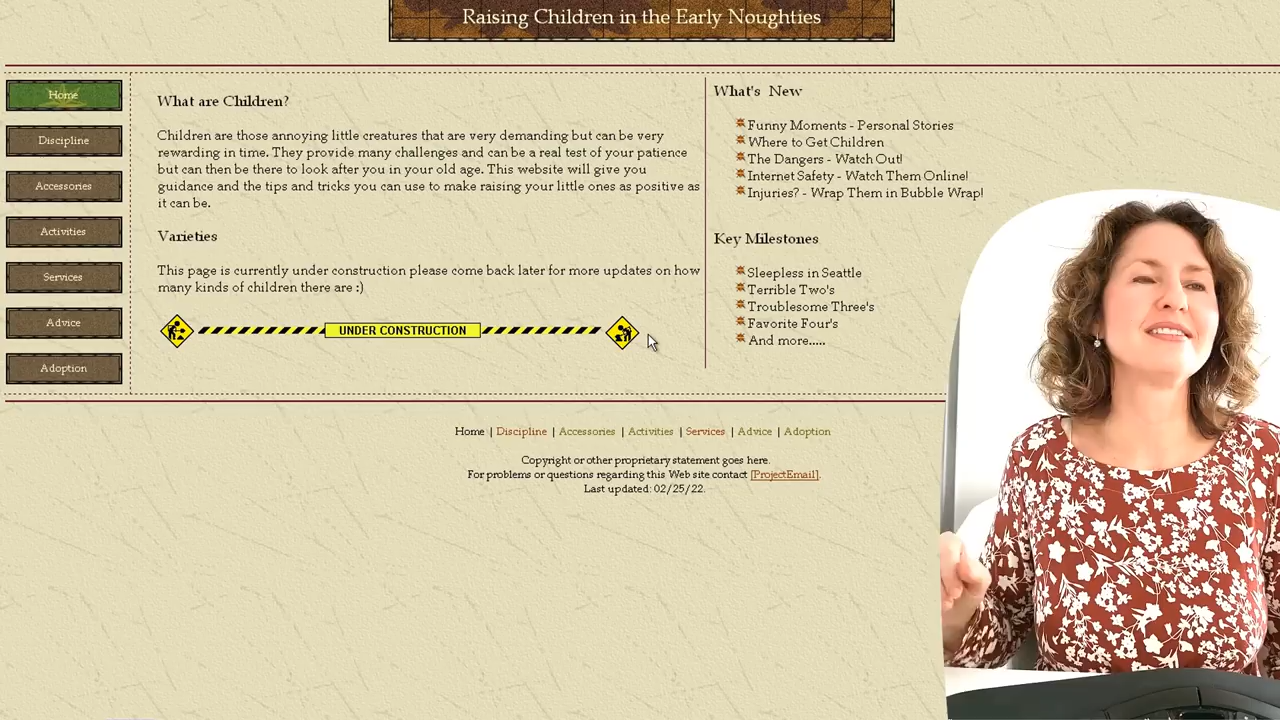 Raising Children in the Early Noughties
Home
Discipline
Accessories
Activities
Services
Advice
Adoption
What are Children?
Children are those annoying little creatures that are very demanding but can be very
rewarding in time. They provide many challenges and can be a real test of your patience
but can then be there to look after you in your old age. This website will give you
guidance and the tips and tricks you can use to make raising your little ones as positive as
it can be.
Varieties
This page is currently under construction please come back later for more updates on how
many kinds of children there are :)
UNDER CONSTRUCTION
What's New
Funny Moments - Personal Stories
Where to Get Children
The Dangers - Watch Out!
Internet Safety - Watch Them Online!
Injuries? - Wrap Them in Bubble Wrap!
Key Milestones
Sleepless in Seattle
Terrible Two's
Troublesome Three's
Favorite Four's
And more.....
Home | Discipline | Accessories | Activities | Services | Advice | Adoption
Copyright or other proprietary statement goes here.
For problems or questions regarding this Web site contact [ProjectEmail].
Last updated: 02/25/22.